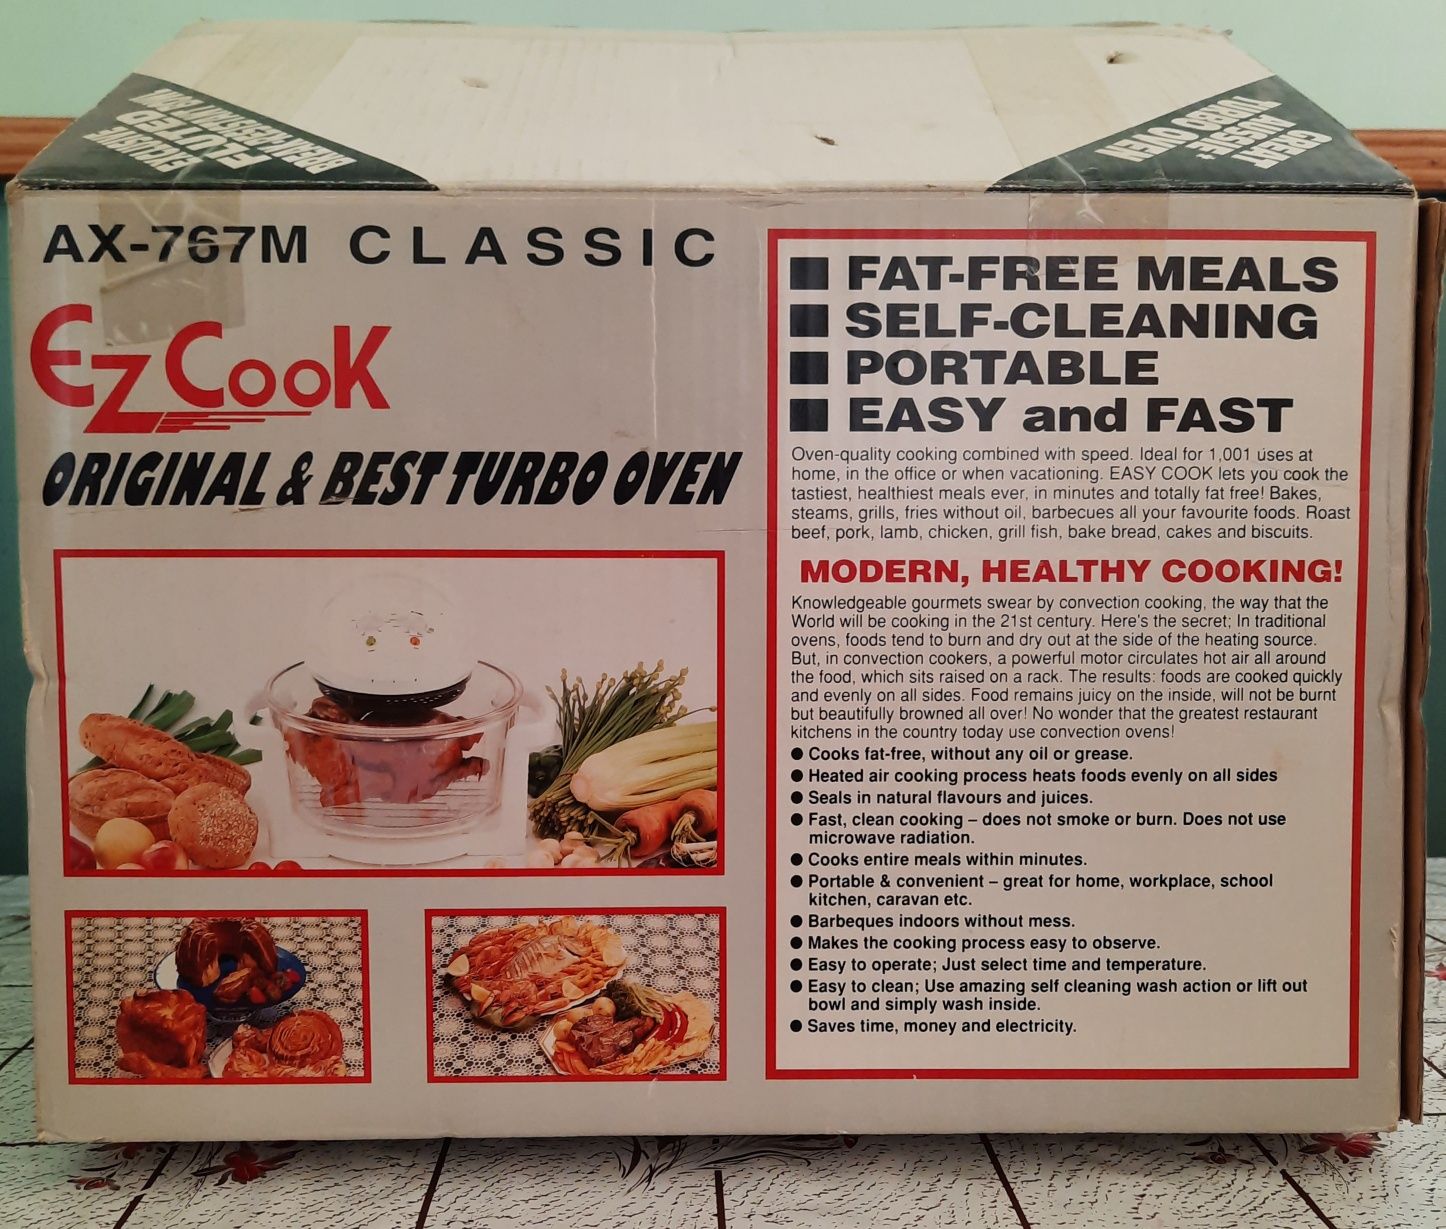 EXCLUSIVE
FLUTED
BREAK-RESISTANT BOWL
GREAT
AUSSIE
TURBO OVEN
AX-767M CLASSIC
EZ COOK
ORIGINAL & BEST TURBO OVEN
■ FAT-FREE MEALS
■ SELF-CLEANING
■ PORTABLE
■ EASY and FAST
Oven-quality cooking combined with speed. Ideal for 1,001 uses at
home, in the office or when vacationing. EASY COOK lets you cook the
tastiest, healthiest meals ever, in minutes and totally fat free! Bakes,
steams, grills, fries without oil, barbecues all your favourite foods. Roast
beef, pork, lamb, chicken, grill fish, bake bread, cakes and biscuits.
MODERN, HEALTHY COOKING!
Knowledgeable gourmets swear by convection cooking, the way that the
World will be cooking in the 21st century. Here's the secret; In traditional
ovens, foods tend to burn and dry out at the side of the heating source.
But, in convection cookers, a powerful motor circulates hot air all around
the food, which sits raised on a rack. The results: foods are cooked quickly
and evenly on all sides. Food remains juicy on the inside, will not be burnt
but beautifully browned all over! No wonder that the greatest restaurant
kitchens in the country today use convection ovens!
● Cooks fat-free, without any oil or grease.
● Heated air cooking process heats foods evenly on all sides
● Seals in natural flavours and juices.
● Fast, clean cooking – does not smoke or burn. Does not use
microwave radiation.
● Cooks entire meals within minutes.
● Portable & convenient – great for home, workplace, school
kitchen, caravan etc.
● Barbeques indoors without mess.
● Makes the cooking process easy to observe.
● Easy to operate; Just select time and temperature.
● Easy to clean; Use amazing self cleaning wash action or lift out
bowl and simply wash inside.
● Saves time, money and electricity.